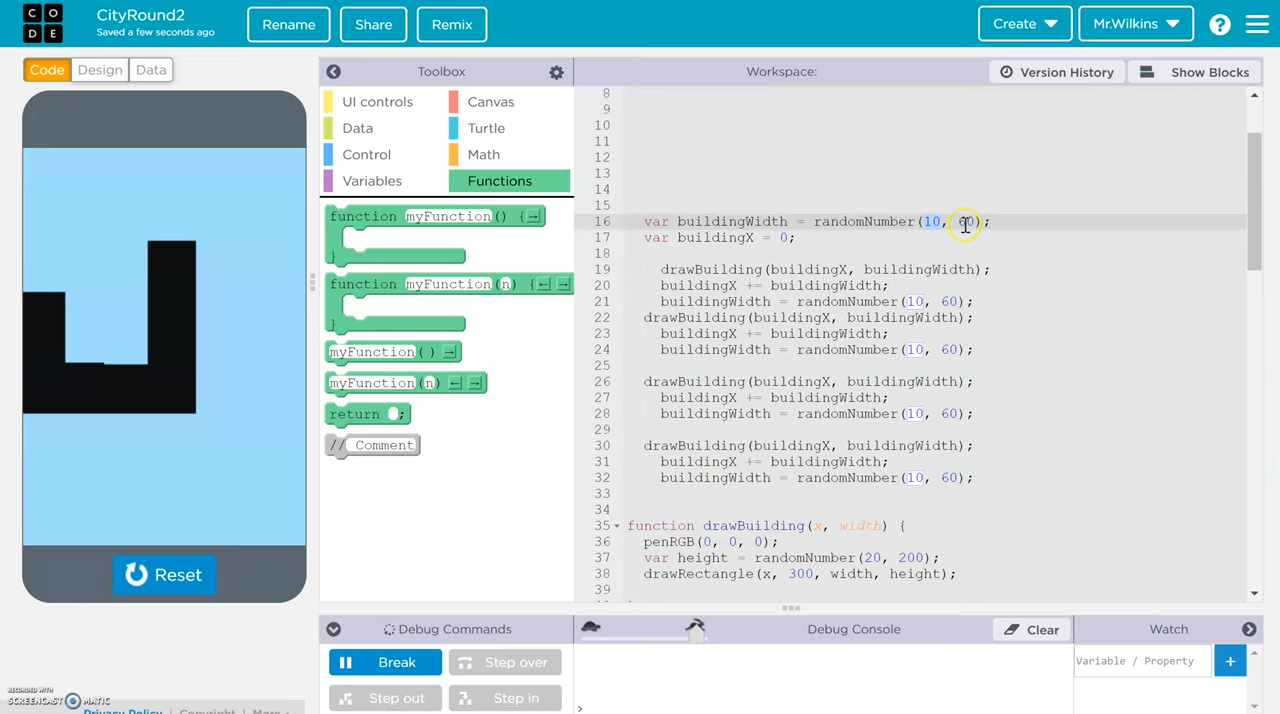 C O
D E
CityRound2
Saved a few seconds ago
Rename
Share
Remix
Create
Mr.Wilkins
?
Code
Design
Data
Toolbox
Workspace:
Version History
Show Blocks
UI controls
Canvas
Data
Turtle
Control
Math
Variables
Functions
function myFunction() {
}
function myFunction(n) {
}
myFunction()
myFunction(n)
return ;
// Comment
8
9
10
11
12
13
14
15
16 var buildingWidth = randomNumber(10, 60);
17 var buildingX = 0;
18
19 drawBuilding(buildingX, buildingWidth);
20 buildingX += buildingWidth;
21 buildingWidth = randomNumber(10, 60);
22 drawBuilding(buildingX, buildingWidth);
23 buildingX += buildingWidth;
24 buildingWidth = randomNumber(10, 60);
25
26 drawBuilding(buildingX, buildingWidth);
27 buildingX += buildingWidth;
28 buildingWidth = randomNumber(10, 60);
29
30 drawBuilding(buildingX, buildingWidth);
31 buildingX += buildingWidth;
32 buildingWidth = randomNumber(10, 60);
33
34
35 function drawBuilding(x, width) {
36 penRGB(0, 0, 0);
37 var height = randomNumber(20, 200);
38 drawRectangle(x, 300, width, height);
39
Reset
Debug Commands
Debug Console
Clear
Watch
Break
Step over
Step out
Step in
Variable / Property
+
>
RECORDED WITH
SCREENCAST MATIC
Privacy Policy | Copyright | More